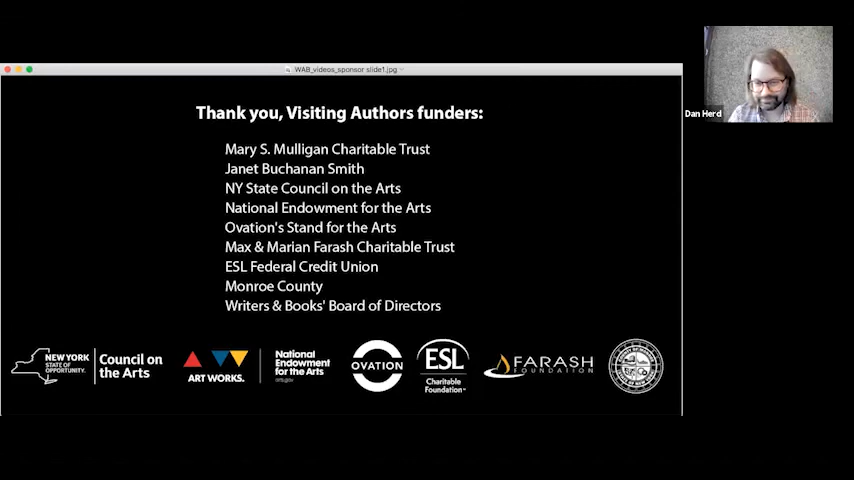 WAB_videos_sponsor slide1.jpg
Thank you, Visiting Authors funders:
Mary S. Mulligan Charitable Trust
Janet Buchanan Smith
NY State Council on the Arts
National Endowment for the Arts
Ovation's Stand for the Arts
Max & Marian Farash Charitable Trust
ESL Federal Credit Union
Monroe County
Writers & Books' Board of Directors
NEW YORK
STATE OF
OPPORTUNITY.
Council on
the Arts
ART WORKS.
National
Endowment
for the Arts
arts.gov
OVATION
ESL
Charitable
Foundation™
FARASH
FOUNDATION
Dan Herd